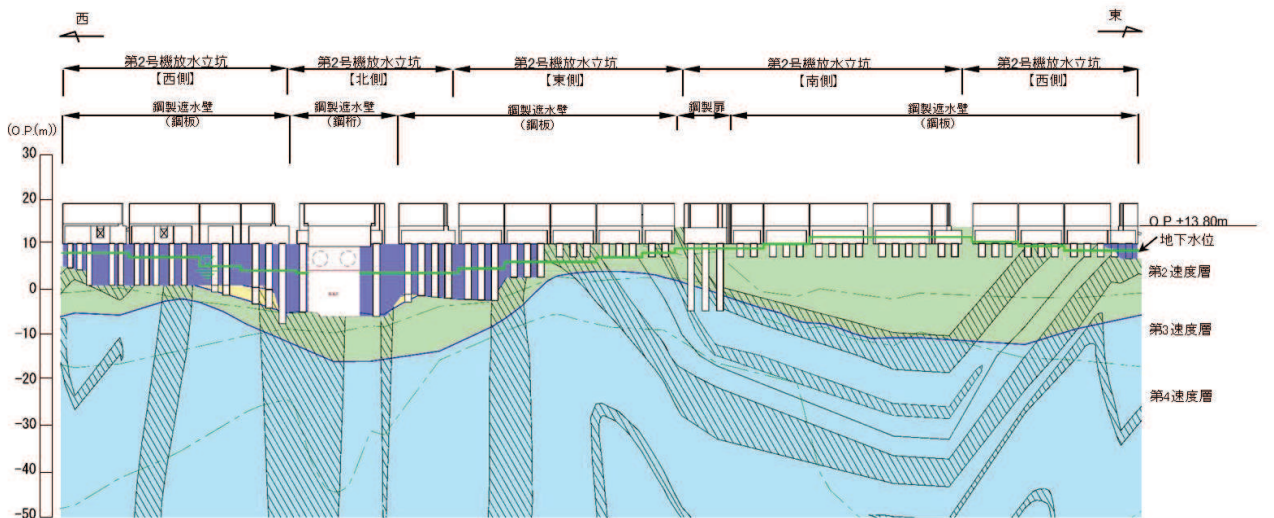 西
東
第2号機放水立坑
【西側】
第2号機放水立坑
【北側】
第2号機放水立坑
【東側】
第2号機放水立坑
【南側】
第2号機放水立坑
【西側】
鋼製遮水壁
(鋼板)
鋼製遮水壁
(鋼桁)
鋼製遮水壁
(鋼板)
鋼製扉
鋼製遮水壁
(鋼板)
(O.P.(m))
30
20
10
0
-10
-20
-30
-40
-50
O.P.+13.80m
地下水位
第2速度層
第3速度層
第4速度層